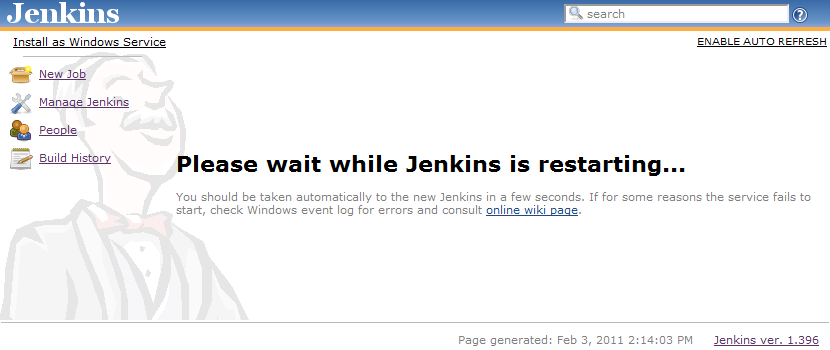 Jenkins
search
Install as Windows Service
ENABLE AUTO REFRESH
New Job
Manage Jenkins
People
Build History
Please wait while Jenkins is restarting...
You should be taken automatically to the new Jenkins in a few seconds. If for some reasons the service fails to
start, check Windows event log for errors and consult online wiki page.
Page generated: Feb 3, 2011 2:14:03 PM
Jenkins ver. 1.396